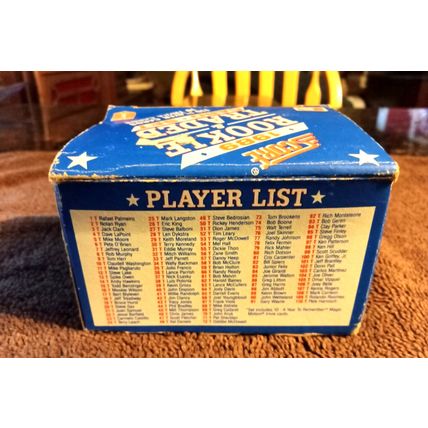 SCORE
1989
ROOKIE
TRADED
★ PLAYER LIST ★
1 T Rafael Palmeiro
2 T Nolan Ryan
3 T Jack Clark
4 T Dave LaPoint
5 T Mike Moore
6 T Pete O'Brien
7 T Jeffrey Leonard
8 T Rob Murphy
9 T Tom Herr
10 T Claudell Washington
11 T Mike Pagliarulo
12 T Steve Lake
13 T Spike Owen
14 T Andy Hawkins
15 T Todd Benzinger
16 T Mookie Wilson
17 T Bert Blyleven
18 T Jeff Treadway
19 T Bruce Hurst
20 T Steve Sax
21 T Juan Samuel
22 T Jesse Barfield
23 T Carmelo Castillo
24 T Terry Leach
25 T Mark Langston
26 T Eric King
27 T Steve Balboni
28 T Len Dykstra
29 T Keith Moreland
30 T Terry Kennedy
31 T Eddie Murray
32 T Mitch Williams
33 T Jeff Parrett
34 T Wally Backman
35 T Julio Franco
36 T Lance Parrish
37 T Nick Esasky
38 T Luis Polonia
39 T Kevin Gross
40 T John Dopson
41 T Willie Randolph
42 T Jim Clancy
43 T Tracy Jones
44 T Phil Bradley
45 T Milt Thompson
46 T Chris James
47 T Scott Fletcher
48 T Kal Daniels
49 T Steve Bedrosian
50 T Rickey Henderson
51 T Dion James
52 T Tim Leary
53 T Roger McDowell
54 T Mel Hall
55 T Dickie Thon
56 T Zane Smith
57 T Danny Heep
58 T Bob McClure
59 T Brian Holton
60 T Randy Ready
61 T Bob Melvin
62 T Harold Baines
63 T Lance McCullers
64 T Jody Davis
65 T Darrell Evans
66 T Joel Youngblood
67 T Frank Viola
68 T Mike Aldrete
69 T Greg Cadaret
70 T John Kruk
71 T Pat Sheridan
72 T Oddibe McDowell
73 Tom Brookens
74 Bob Boone
75 Walt Terrell
76 Joel Skinner
77 Randy Johnson
78 Felix Fermin
79 Rick Mahler
80 Richard Dotson
81 Cris Carpenter
82 Bill Spiers
83 Junior Felix
84 Joe Girardi
85 Jerome Walton
86 Greg Litton
87 Greg Harris
88 Jim Abbott
89 Kevin Brown
90 John Wetteland
91 Gary Wayne
92 T Rich Monteleone
93 T Bob Geren
94 T Clay Parker
95 T Steve Finley
96 T Gregg Olson
97 T Ken Patterson
98 T Ken Hill
99 T Scott Scudder
100 T Ken Griffey, Jr.
101 T Jeff Brantley
102 T Donn Pall
103 T Carlos Martinez
104 T Joe Oliver
105 T Omar Vizquel
106 T Joey Belle
107 T Kenny Rogers
108 T Mark Carreon
109 T Rolando Roomes
110 T Pete Harnisch
*Set includes 10 "A Year To Remember" Magic Motion trivia cards.